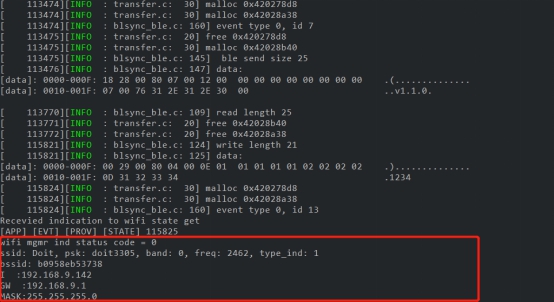 [    113474][INFO  : transfer.c:  30] malloc 0x420278d8
[    113474][INFO  : transfer.c:  30] malloc 0x42028a38
[    113475][INFO  : blsync_ble.c: 160] event type 0, id 7
[    113475][INFO  : transfer.c:  20] free 0x420278d8
[    113475][INFO  : transfer.c:  30] malloc 0x42028b40
[    113475][INFO  : blsync_ble.c: 145]  ble send size 25
[    113476][INFO  : blsync_ble.c: 147] data:
[data]: 0000-000F: 18 28 00 80 07 00 12 00  00 00 00 00 00 00 00 00   .(..............
[data]: 0010-001F: 07 00 76 31 2E 31 2E 30  00   ..v1.1.0.
[    113770][INFO  : blsync_ble.c: 109] read length 25
[    113771][INFO  : transfer.c:  20] free 0x42028b40
[    113772][INFO  : transfer.c:  20] free 0x42028a38
[    115821][INFO  : blsync_ble.c: 124] write length 21
[    115821][INFO  : blsync_ble.c: 125] data:
[data]: 0000-000F: 00 29 00 80 04 00 0E 01  01 01 01 01 02 02 02 02   .)..............
[data]: 0010-001F: 0D 31 32 33 34   .1234
[    115824][INFO  : transfer.c:  30] malloc 0x420278d8
[    115824][INFO  : transfer.c:  30] malloc 0x42028a38
[    115824][INFO  : blsync_ble.c: 160] event type 0, id 13
Recevied indication to wifi state get
[APP] [EVT] [PROV] [STATE] 115825
wifi mgmr ind status code = 0
ssid: Doit, psk: doit3305, band: 0, freq: 2462, type_ind: 1
bssid: b0958eb53738
I  :192.168.9.142
GW  :192.168.9.1
MASK:255.255.255.0